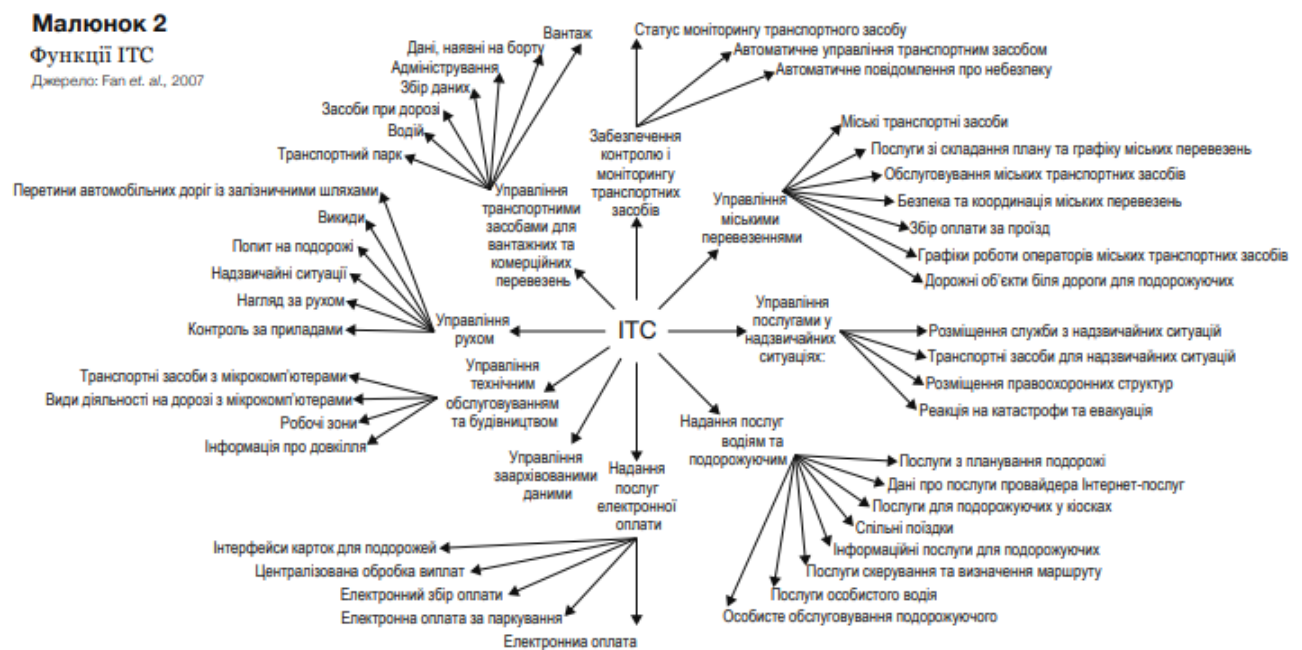 Малюнок 2
Функції ІТС
Джерело: Fan et. al., 2007
Вантаж
Дані, наявні на борту
Адміністрування
Збір даних
Засоби при дорозі
Водій
Транспортний парк
Управління
транспортними
засобами для
вантажних та
комерційних
перевезень
Статус моніторингу транспортного засобу
Автоматичне управління транспортним засобом
Автоматичне повідомлення про небезпеку
Забезпечення
контролю і
моніторингу
транспортних
засобів
Міські транспортні засоби
Послуги зі складання плану та графіку міських перевезень
Обслуговування міських транспортних засобів
Безпека та координація міських перевезень
Збір оплати за проїзд
Графіки роботи операторів міських транспортних засобів
Дорожні об'єкти біля дороги для подорожуючих
Управління
міськими
перевезеннями
Перетини автомобільних доріг із залізничними шляхами
Викиди
Попит на подорожі
Надзвичайні ситуації
Нагляд за рухом
Контроль за приладами
Управління
рухом
ІТС
Управління
послугами у
надзвичайних
ситуаціях:
Розміщення служби з надзвичайних ситуацій
Транспортні засоби для надзвичайних ситуацій
Розміщення правоохоронних структур
Реакція на катастрофи та евакуація
Транспортні засоби з мікрокомп'ютерами
Види діяльності на дорозі з мікрокомп'ютерами
Робочі зони
Інформація про довкілля
Управління
технічним
обслуговуванням
та будівництвом
Управління
заархівованими
даними
Надання
послуг
електронної
оплати
Інтерфейси карток для подорожей
Централізована обробка виплат
Електронний збір оплати
Електронна оплата за паркування
Електронниа оплата
Надання послуг
водіям та
подорожуючим
Послуги з планування подорожі
Дані про послуги провайдера Інтернет-послуг
Послуги для подорожуючих у кіосках
Спільні поїздки
Інформаційні послуги для подорожуючих
Послуги скерування та визначення маршруту
Послуги особистого водія
Особисте обслуговування подорожуючого